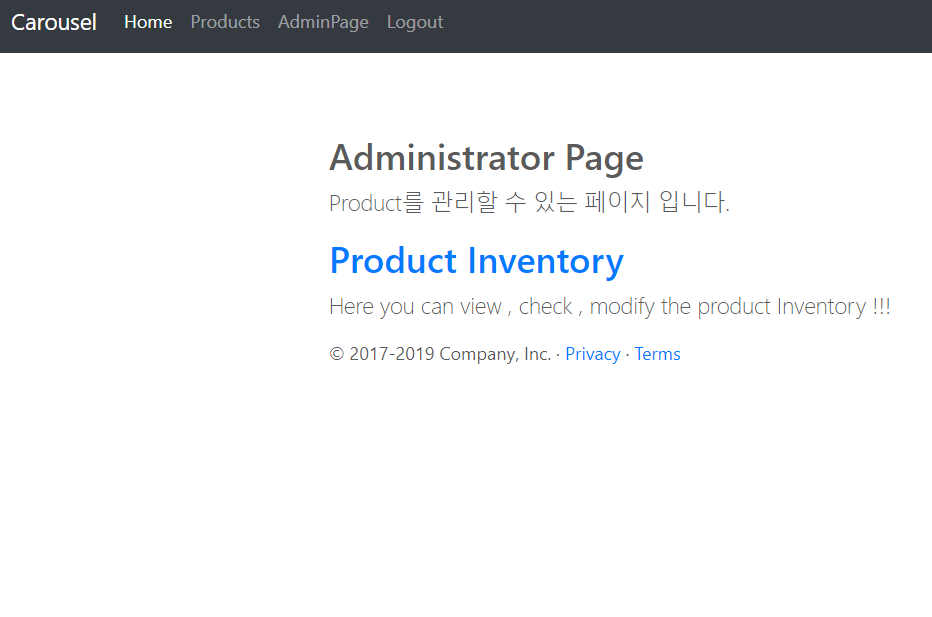 Carousel Home Products AdminPage Logout
Administrator Page
Product를 관리할 수 있는 페이지 입니다.
Product Inventory
Here you can view , check , modify the product Inventory !!!
© 2017-2019 Company, Inc. · Privacy · Terms